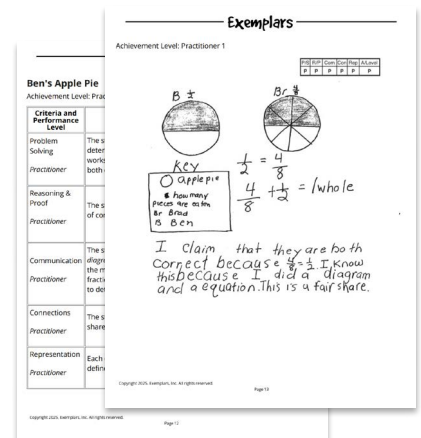 Exemplars
Achievement Level: Practitioner 1
P/S R/P Com Con Rep A/Level
P P P P P P
B 1/2
Br 4/8
Key
apple pie
how many
pieces are eaten
Br Brad
B Ben
1/2 = 4/8
4/8 + 1/2 = 1 whole
I claim that they are both
correct because 4/8 = 1/2. I know
this because I did a diagram
and a equation. This is a fair share.
Copyright 2025, Exemplars, Inc. All rights reserved.
Page 13
Ben's Apple Pie
Achievement Level: Prac
Criteria and
Performance
Level
Problem
Solving
Practitioner
The s
deter
works
both
Reasoning &
Proof
Practitioner
The s
of cor
Communication
Practitioner
The s
diagr
the m
fracti
to de
Connections
Practitioner
The s
share
Representation
Practitioner
Each
defin
Copyright 2025, Exemplars, Inc. All rights reserved.
Page 12